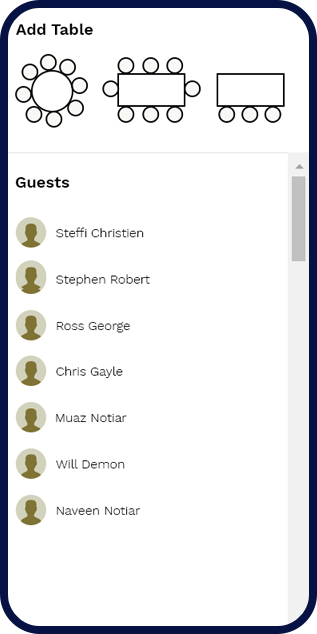 Add Table
Guests
Steffi Christien
Stephen Robert
Ross George
Chris Gayle
Muaz Notiar
Will Demon
Naveen Notiar